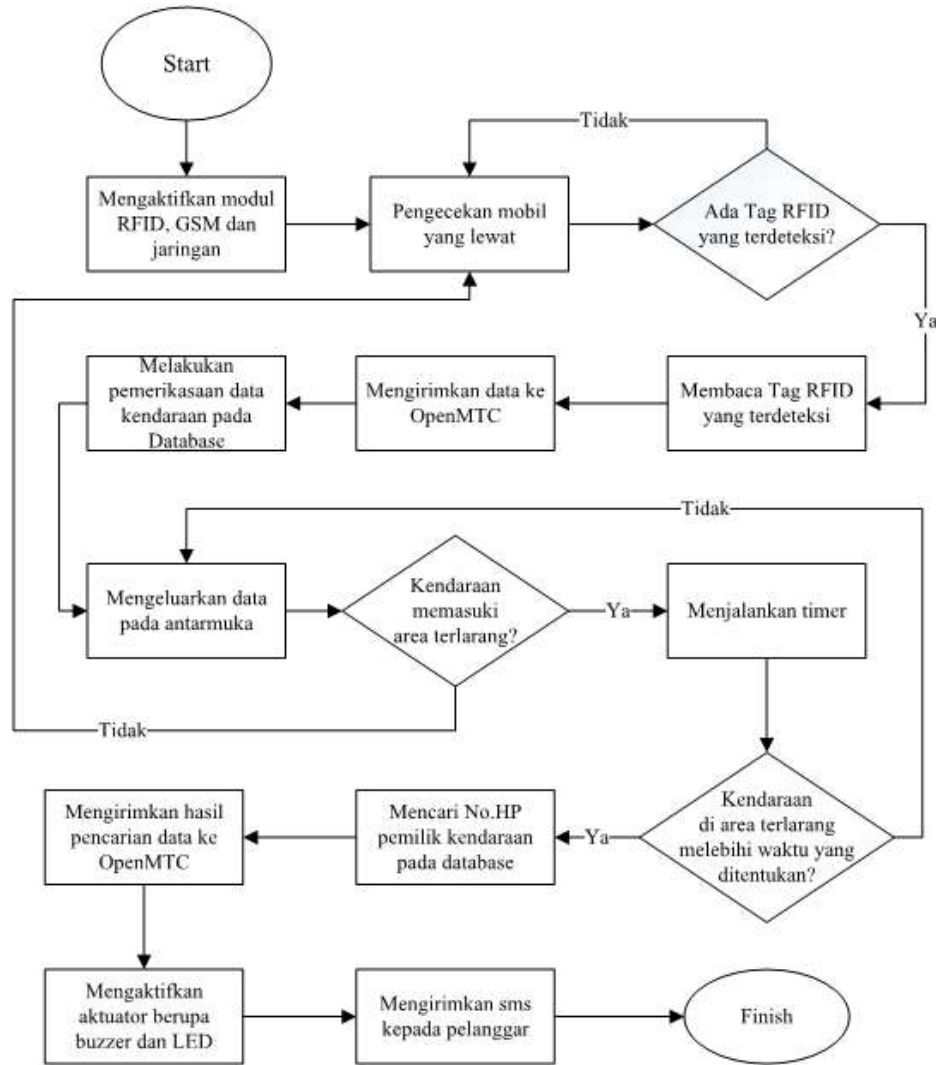 Start
Tidak
Mengaktifkan modul
RFID, GSM dan
jaringan
Pengecekan mobil
yang lewat
Ada Tag RFID
yang terdeteksi?
Ya
Melakukan
pemerikasaan data
kendaraan pada
Database
Mengirimkan data ke
OpenMTC
Membaca Tag RFID
yang terdeteksi
Tidak
Mengeluarkan data
pada antarmuka
Kendaraan
memasuki
area terlarang?
Ya
Menjalankan timer
Tidak
Mengirimkan hasil
pencarian data ke
OpenMTC
Mencari No.HP
pemilik kendaraan
pada database
Ya
Kendaraan
di area terlarang
melebihi waktu yang
ditentukan?
Mengaktifkan
aktuator berupa
buzzer dan LED
Mengirimkan sms
kepada pelanggar
Finish